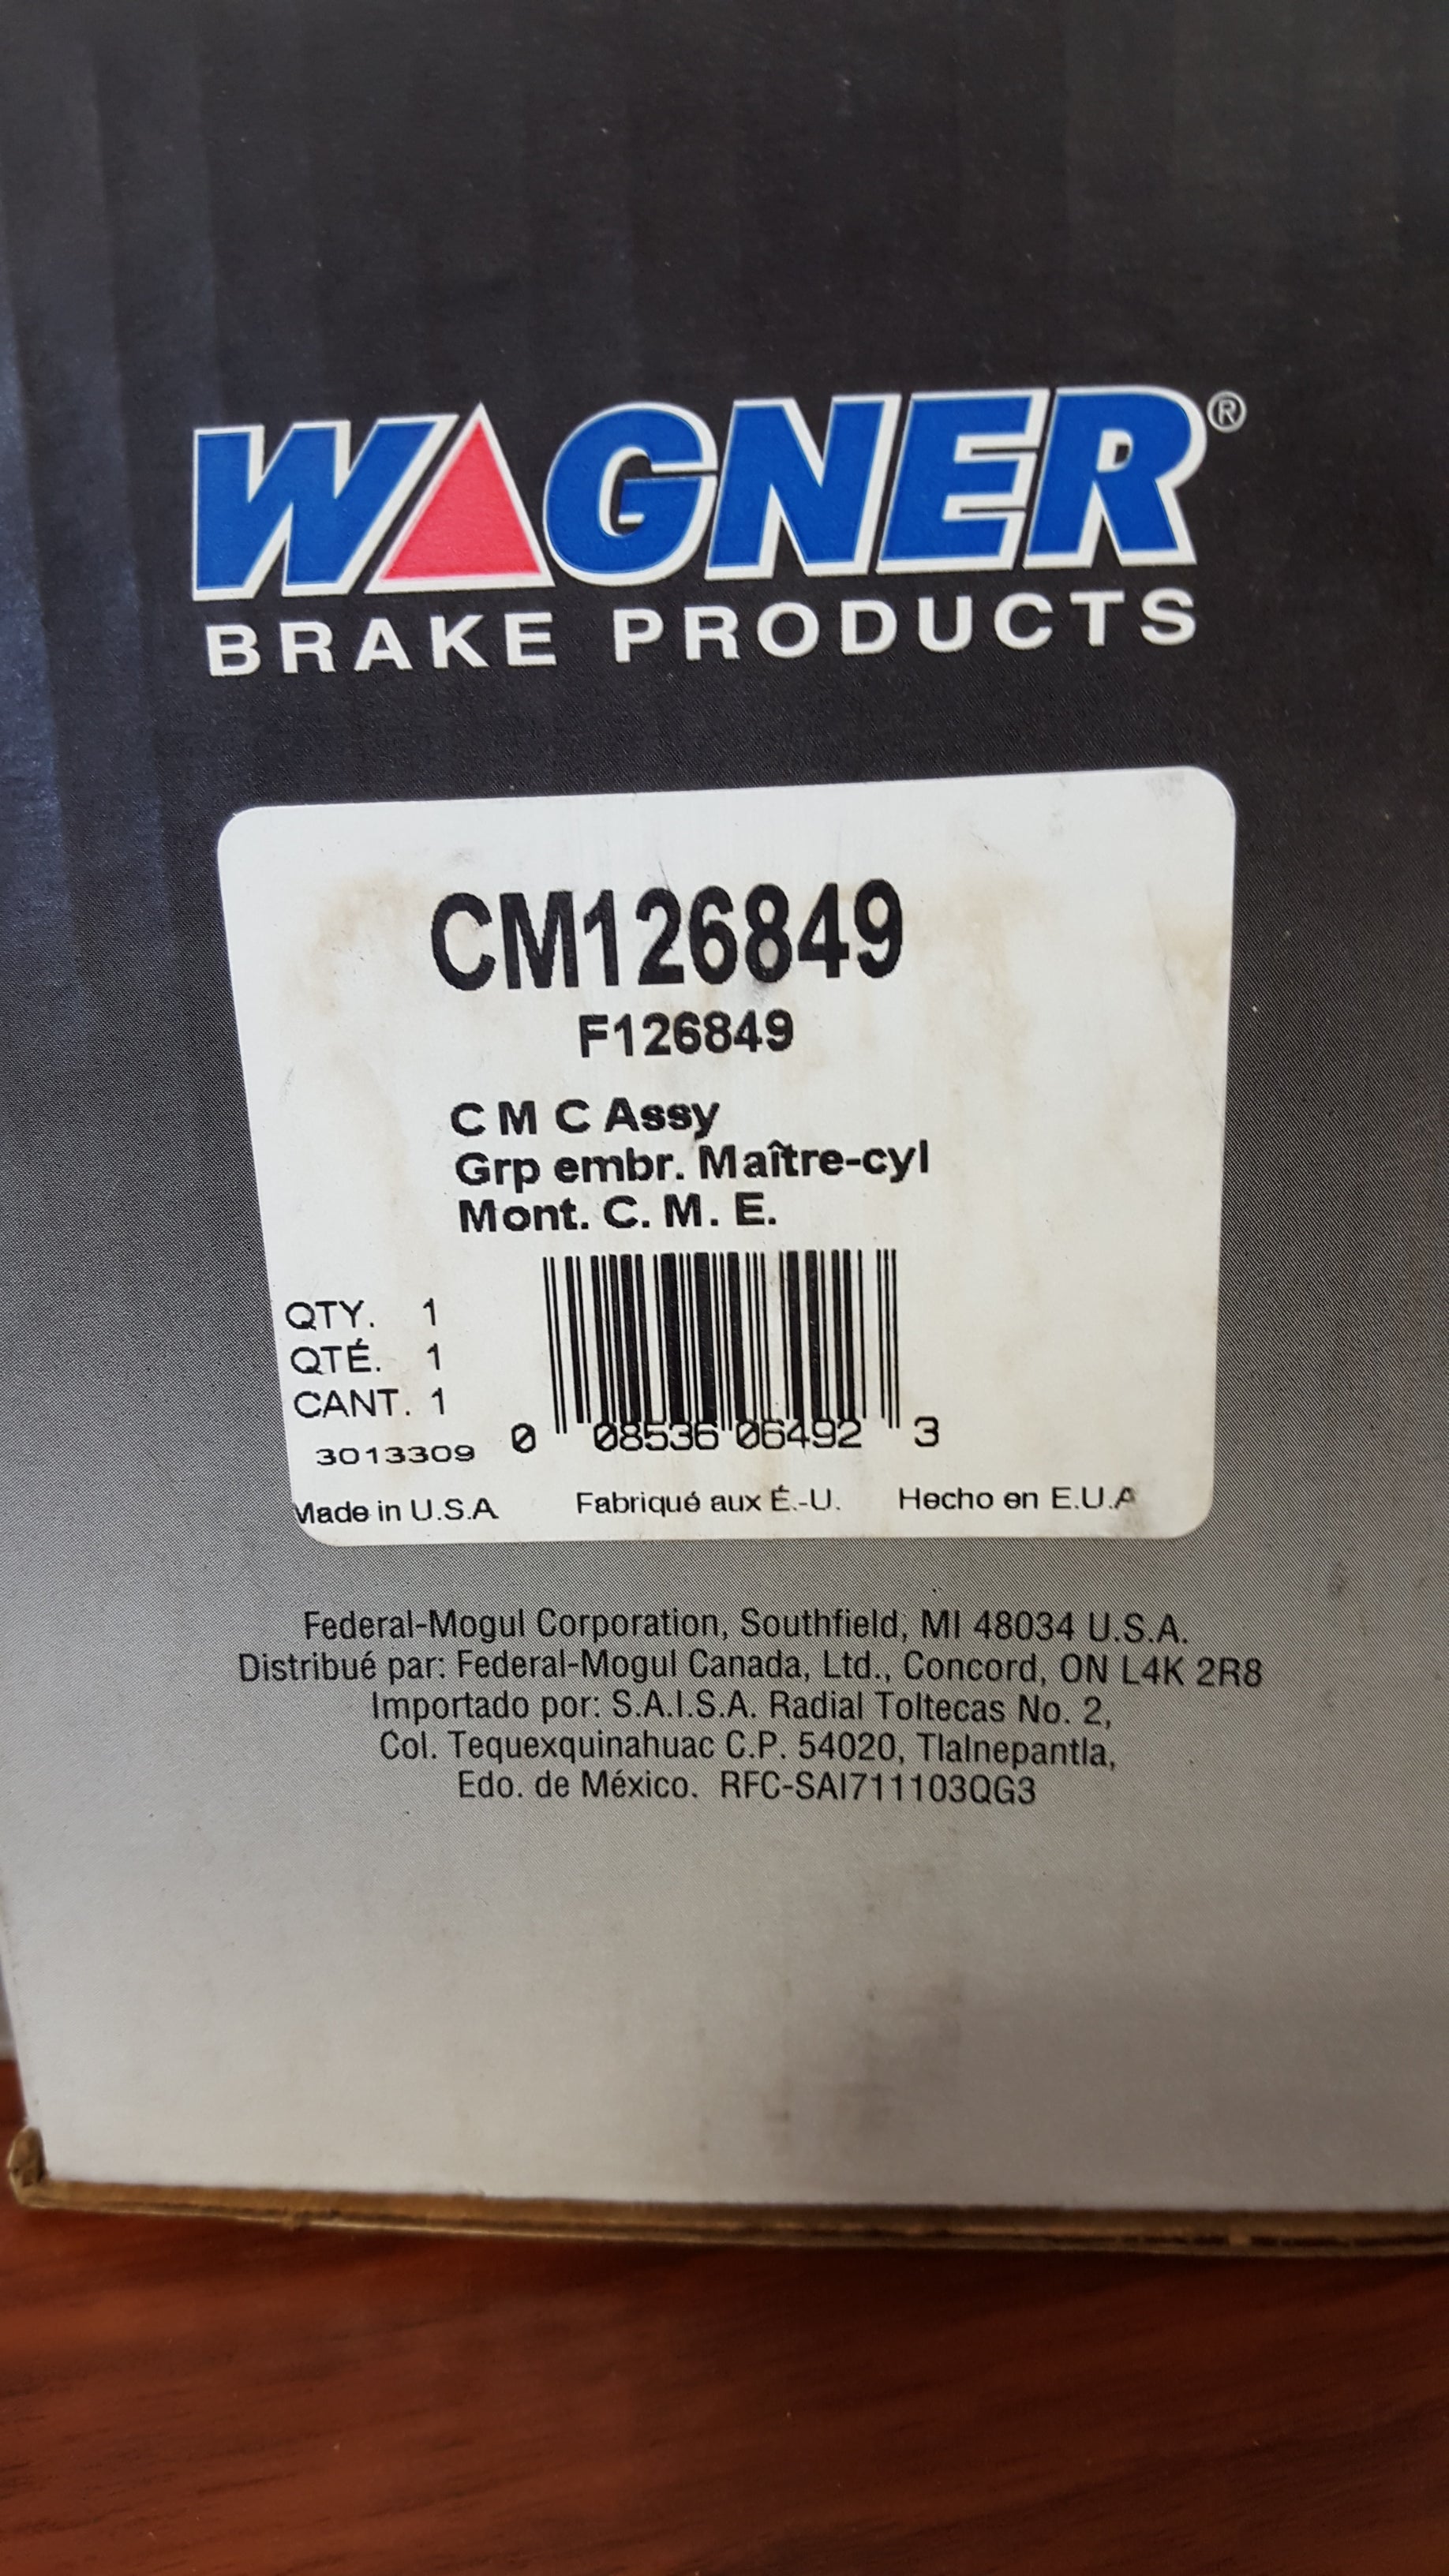 WAGNER®
BRAKE PRODUCTS
CM126849
F126849
C M C Assy
Grp embr. Maître-cyl
Mont. C. M. E.
QTY. 1
QTÉ. 1
CANT. 1
3013309
0 08536 06492 3
Made in U.S.A Fabriqué aux É.-U. Hecho en E.U.A
Federal-Mogul Corporation, Southfield, MI 48034 U.S.A.
Distribué par: Federal-Mogul Canada, Ltd., Concord, ON L4K 2R8
Importado por: S.A.I.S.A. Radial Toltecas No. 2,
Col. Tequexquinahuac C.P. 54020, Tlalnepantla,
Edo. de México. RFC-SAI711103QG3